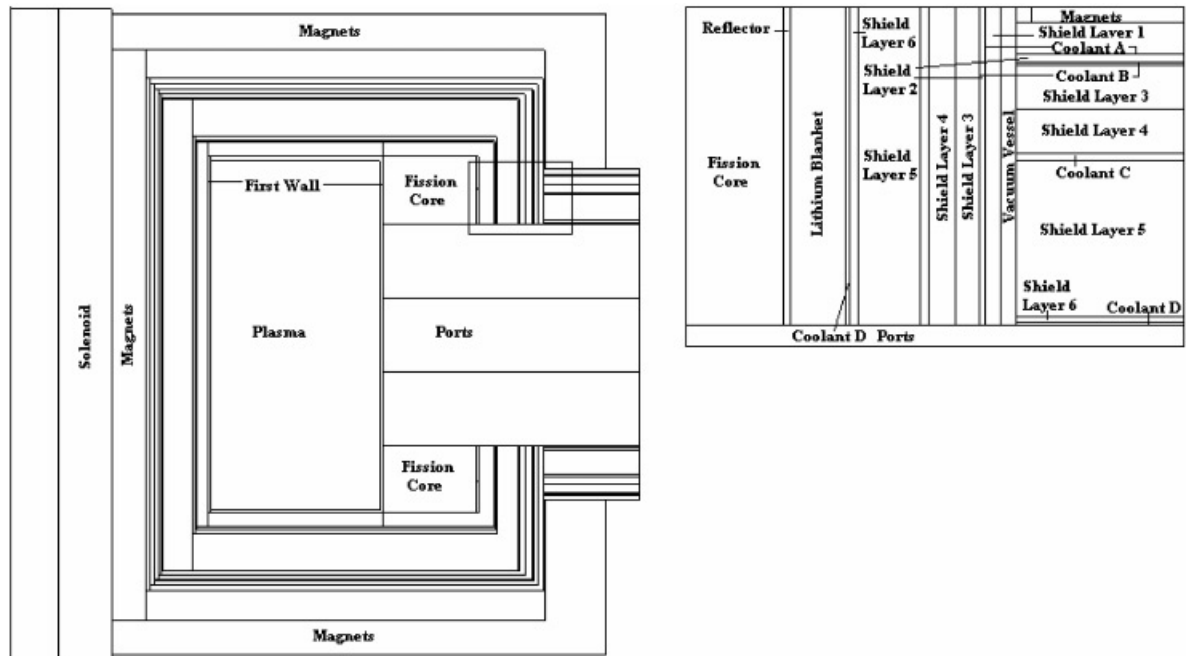 Magnets
First Wall
Fission
Core
Solenoid
Magnets
Plasma
Ports
Fission
Core
Magnets
Reflector
Shield
Layer 6
Shield
Layer 2
Fission
Core
Lithium Blanket
Shield
Layer 5
Shield Layer 4
Shield Layer 3
Vacuum Vessel
Coolant D
Ports
Magnets
Shield Layer 1
Coolant A
Coolant B
Shield Layer 3
Shield Layer 4
Coolant C
Shield Layer 5
Shield
Layer 6
Coolant D